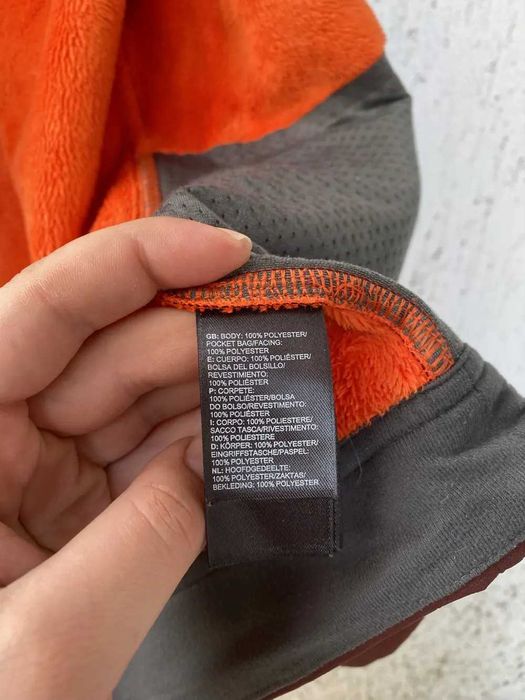 GB: BODY: 100% POLYESTER/
POCKET BAG/FACING:
100% POLYESTER
E: CUERPO: 100% POLIÉSTER/
BOLSA DEL BOLSILLO/
REVESTIMIENTO:
100% POLIÉSTER
P: CORPETE:
100% POLIÉSTER/BOLSA
DO BOLSO/REVESTIMENTO:
100% POLIÉSTER
I: CORPO: 100% POLIESTERE/
SACCO TASCA/RIVESTIMENTO:
100% POLIESTERE
D: KÖRPER: 100% POLYESTER/
EINGRIFFSTASCHE/PASPEL:
100% POLYESTER
NL: HOOFDGEDEELTE:
100% POLYESTER/ZAKTAS/
BEKLEDING: 100% POLYESTER